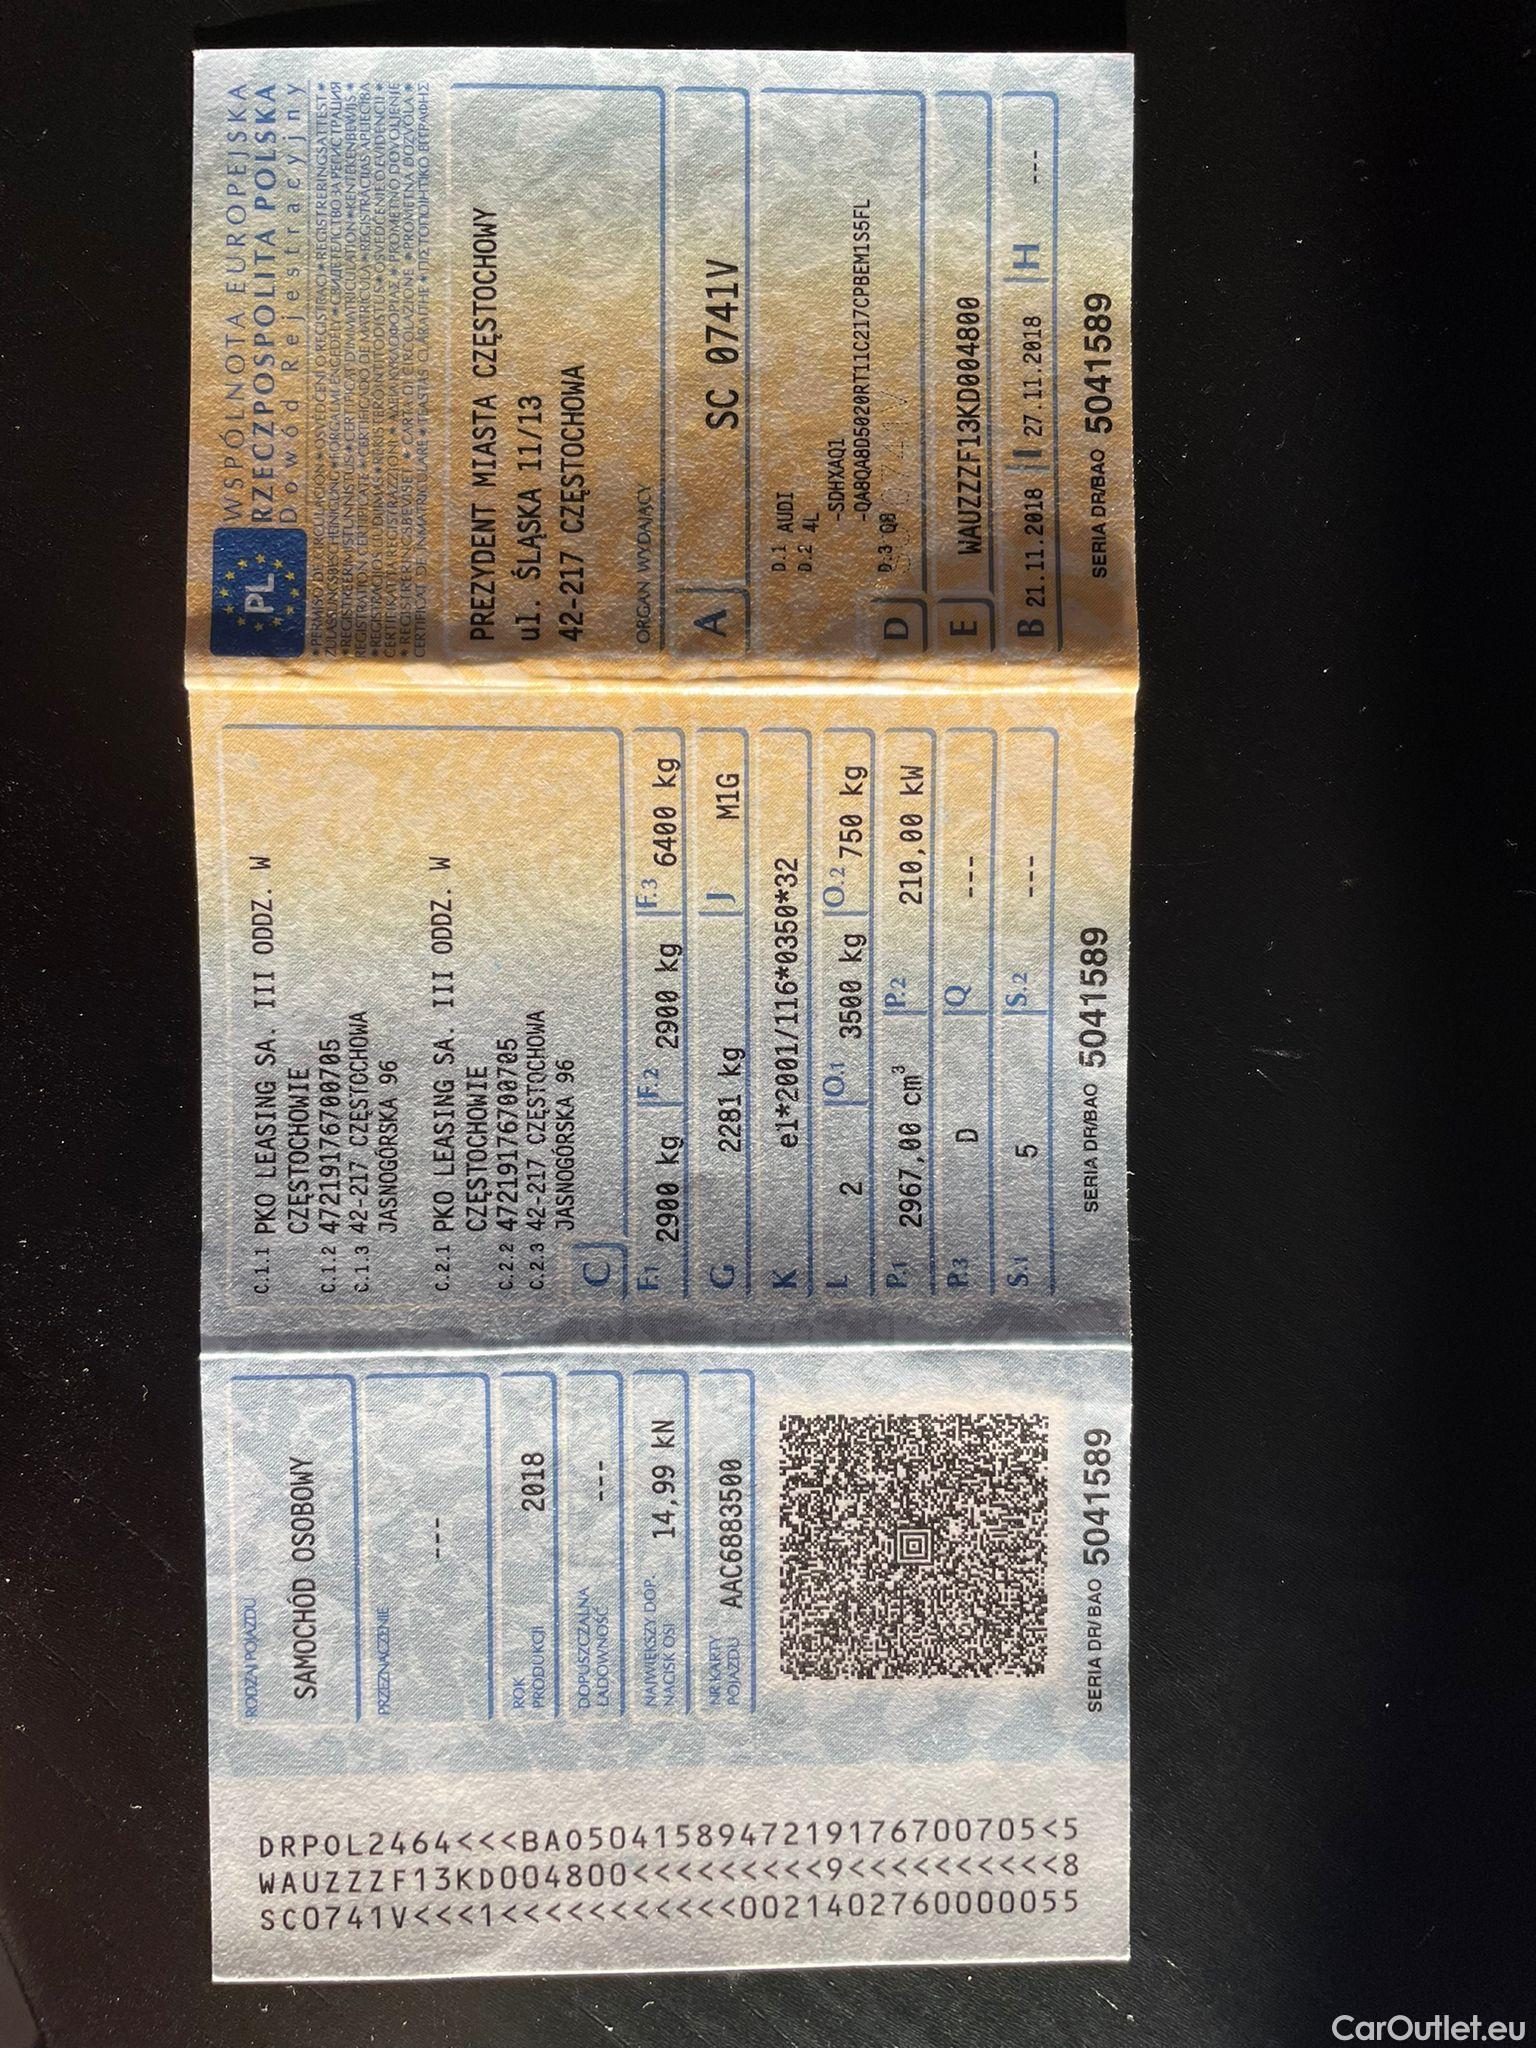 PL
WSPÓLNOTA EUROPEJSKA
RZECZPOSPOLITA POLSKA
Dowód Rejestracyjny
PREZYDENT MIASTA CZĘSTOCHOWY
ul. ŚLĄSKA 11/13
42-217 CZĘSTOCHOWA
ORGAN WYDAJĄCY
A SC 0741V
D.1 AUDI
D.2 4L
-SDHXAQ1
-QA8QA8D5020RT11C217CPBEM1S5FL
D.3 Q8
D
E WAUZZZF13KD004800
B 21.11.2018 I 27.11.2018 H ---
SERIA DR/BAO 5041589
C.1.1 PKO LEASING SA. III ODDZ. W
CZĘSTOCHOWIE
C.1.2 47219176700705
C.1.3 42-217 CZĘSTOCHOWA
JASNOGÓRSKA 96
C.2.1 PKO LEASING SA. III ODDZ. W
CZĘSTOCHOWIE
C.2.2 47219176700705
C.2.3 42-217 CZĘSTOCHOWA
JASNOGÓRSKA 96
C
F.1 2900 kg F.2 2900 kg F.3 6400 kg
G 2281 kg J M1G
K e1*2001/116*0350*32
L 2 O.1 3500 kg O.2 750 kg
P.1 2967,00 cm³ P.2 210,00 kW
P.3 D Q ---
S.1 5 S.2 ---
SERIA DR/BAO 5041589
RODZAJ POJAZDU
SAMOCHÓD OSOBOWY
PRZEZNACZENIE
---
ROK PRODUKCJI 2018
DOPUSZCZALNA ŁADOWNOŚĆ ---
NAJWIĘKSZY DOP. NACISK OSI 14,99 kN
NR KARTY POJAZDU AAC6883500
SERIA DR/BAO 5041589
DRPOL2464<<<BAO504158947219176700705<5
WAUZZZF13KD004800<<<<<<<<<9<<<<<<<<<<8
SC0741V<<<1<<<<<<<<<<<0021402760000055
CarOutlet.eu